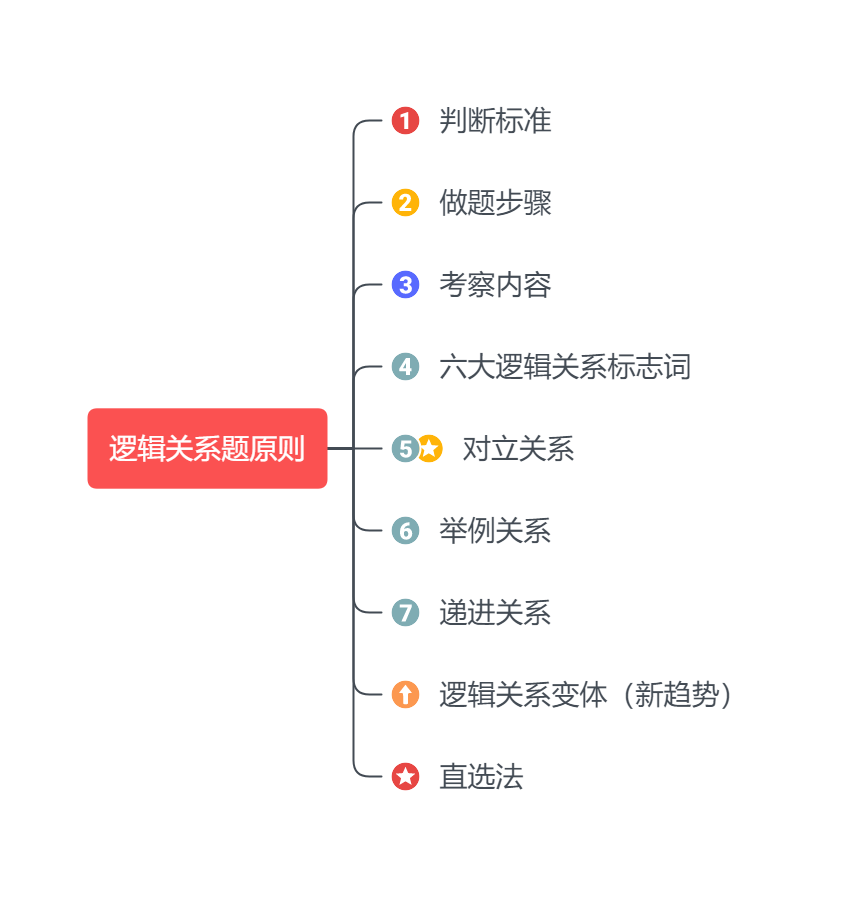 1 判断标准
2 做题步骤
3 考察内容
4 六大逻辑关系标志词
逻辑关系题原则
5 对立关系
6 举例关系
7 递进关系
逻辑关系变体（新趋势）
直选法